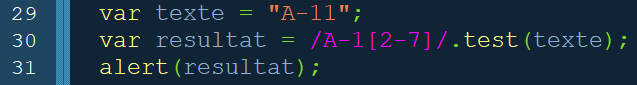 29 var texte = "A-11";
30 var resultat = /A-1[2-7]/.test(texte);
31 alert(resultat);